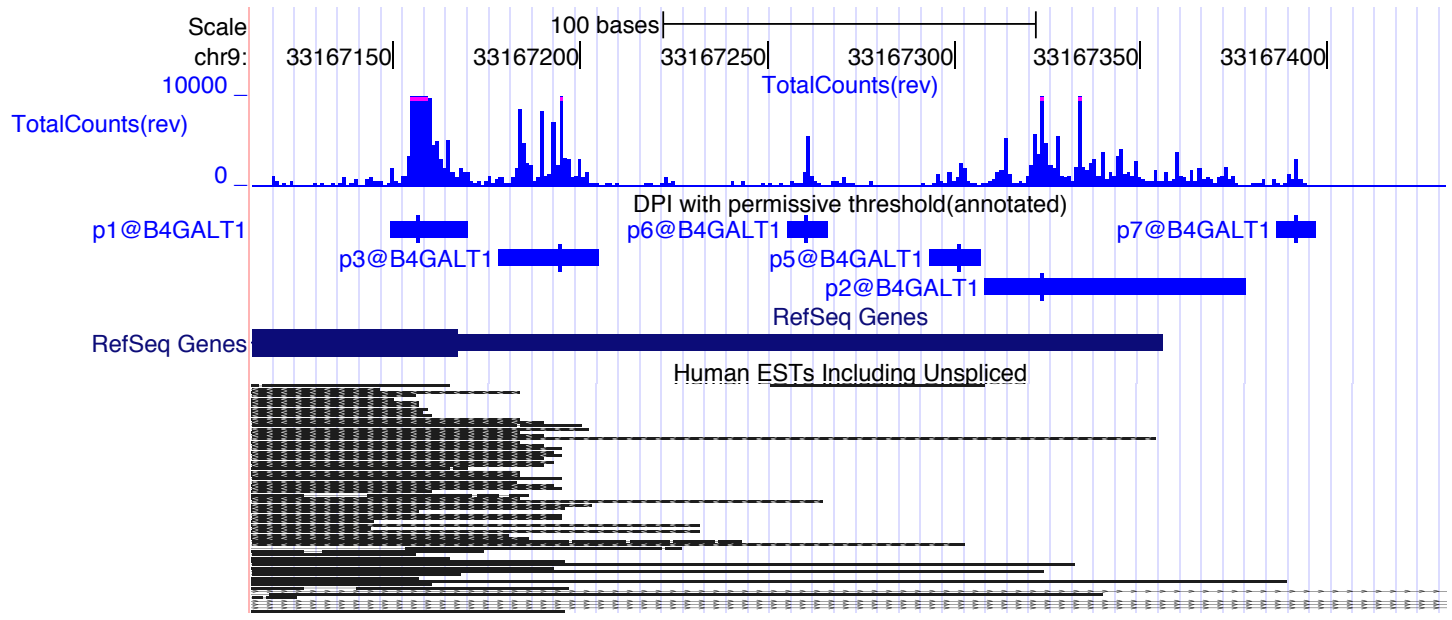 Scale 100 bases
chr9: 33167150 33167200 33167250 33167300 33167350 33167400
10000 _ TotalCounts(rev)
TotalCounts(rev)
0 _
DPI with permissive threshold(annotated)
p1@B4GALT1 p6@B4GALT1 p7@B4GALT1
p3@B4GALT1 p5@B4GALT1
p2@B4GALT1
RefSeq Genes
RefSeq Genes
Human ESTs Including Unspliced